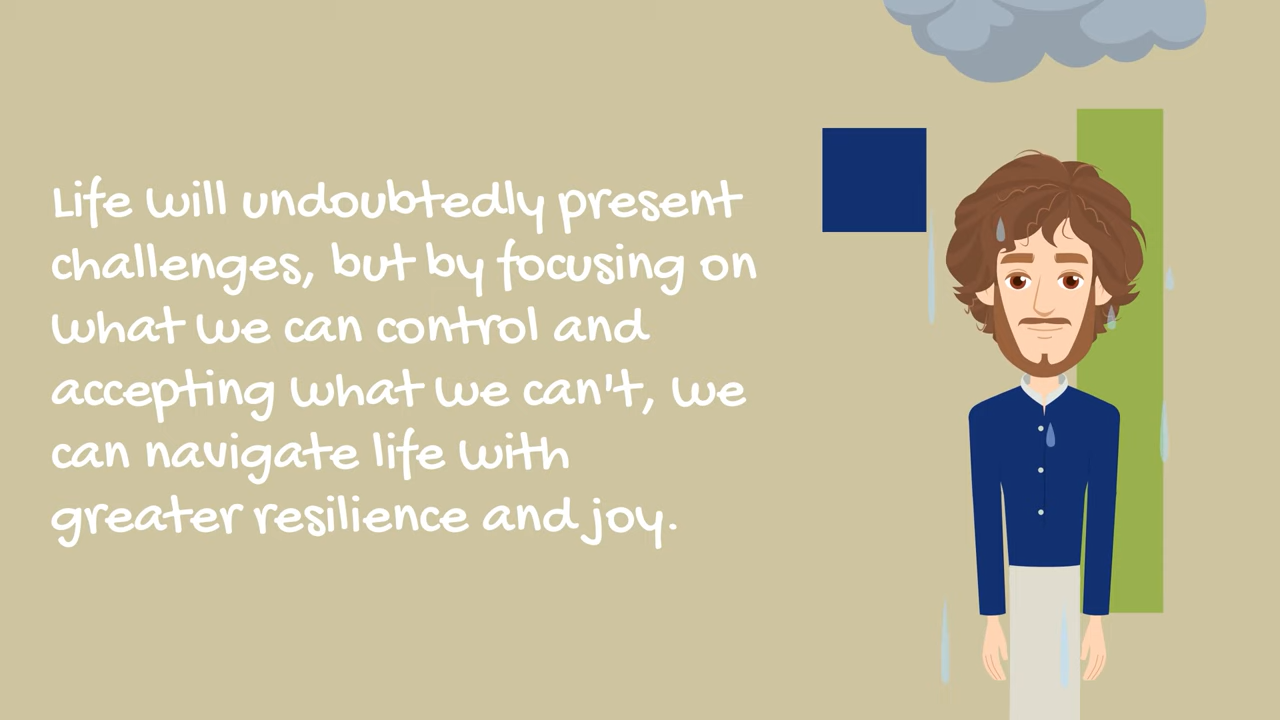 Life will undoubtedly present
challenges, but by focusing on
what we can control and
accepting what we can't, we
can navigate life with
greater resilience and joy.